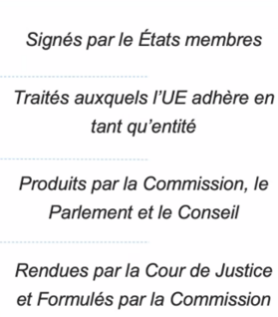 Signés par le États membres
Traités auxquels l'UE adhère en
tant qu'entité
Produits par la Commission, le
Parlement et le Conseil
Rendues par la Cour de Justice
et Formulés par la Commission